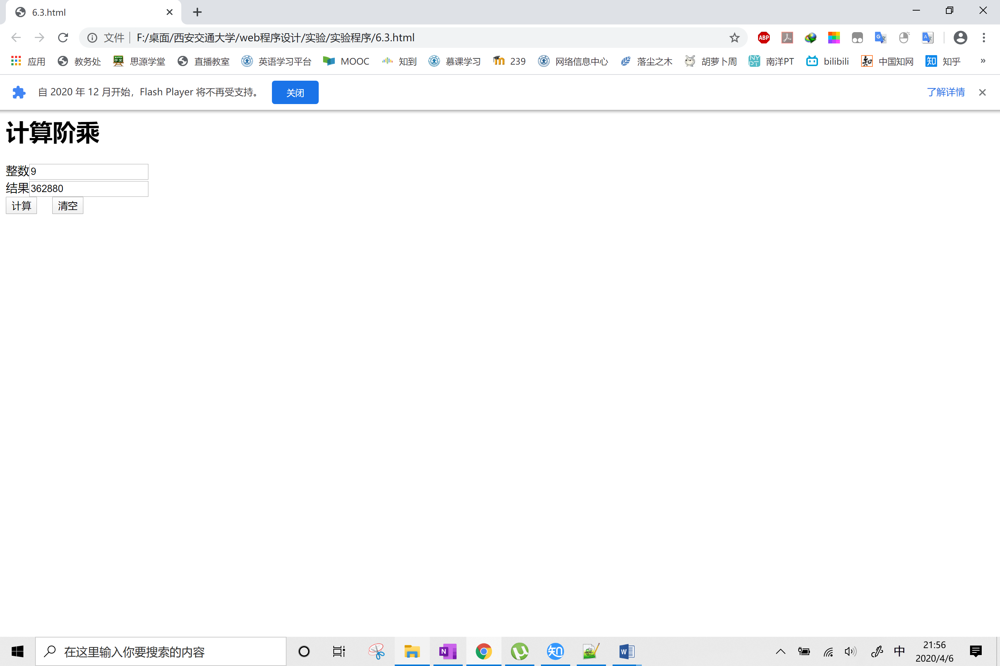 6.3.html
文件 F:/桌面/西安交通大学/web程序设计/实验/实验程序/6.3.html ABP
应用 教务处 思源学堂 直播教室 英语学习平台 MOOC 知到 慕课学习 239 网络信息中心 落尘之木 胡萝卜周 南洋PT bilibili 中国知网 知乎 »
自 2020 年 12 月开始，Flash Player 将不再受支持。 关闭 了解详情
计算阶乘
整数9
结果362880
计算 清空
在这里输入你要搜索的内容 中 21:56
2020/4/6